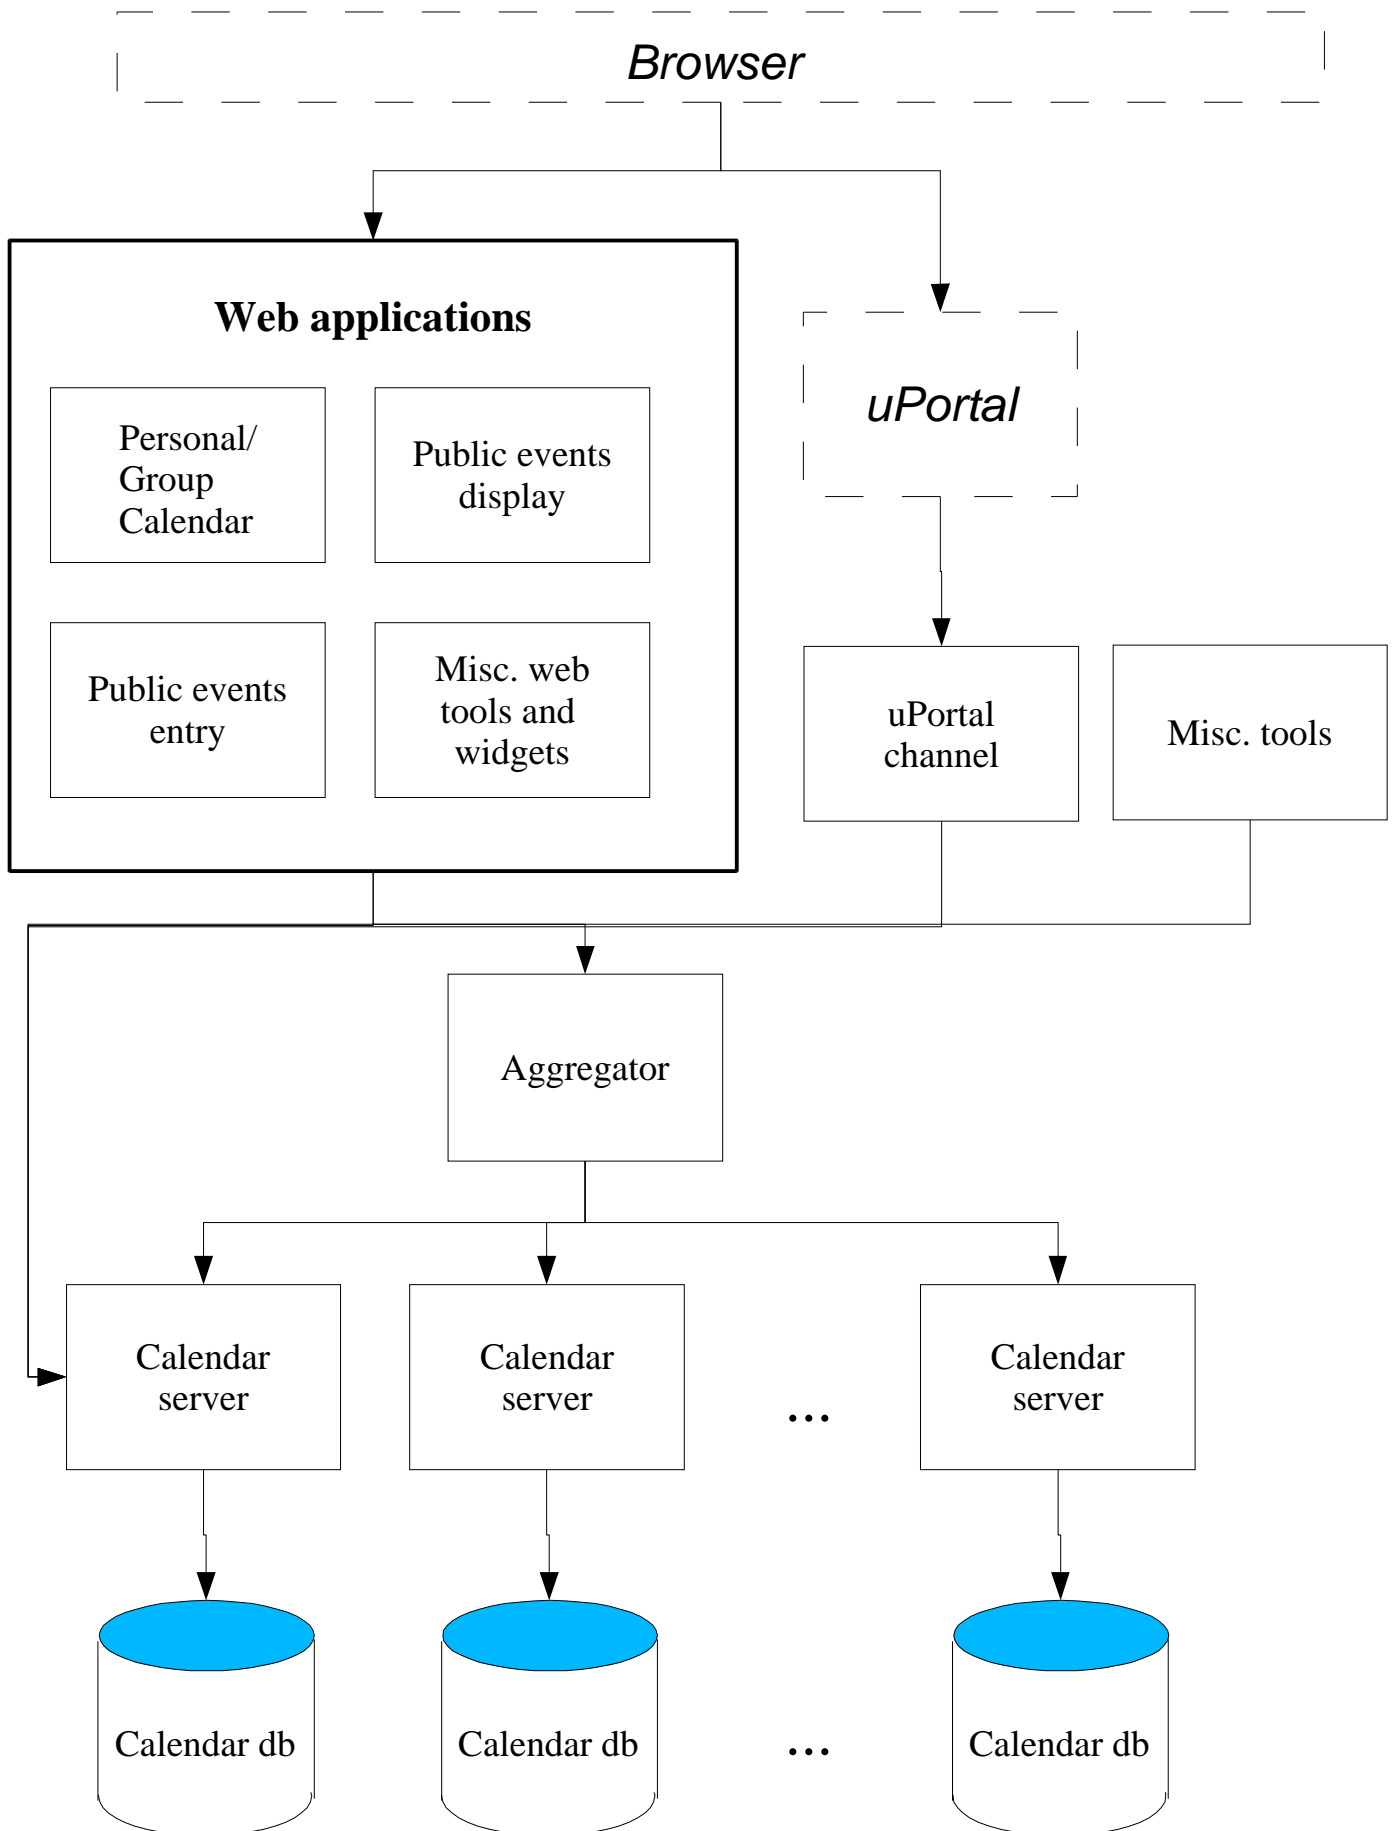 Browser
Web applications
uPortal
Personal/
Group
Calendar
Public events
display
Public events
entry
Misc. web
tools and
widgets
uPortal
channel
Misc. tools
Aggregator
Calendar
server
Calendar
server
...
Calendar
server
Calendar db
Calendar db
...
Calendar db